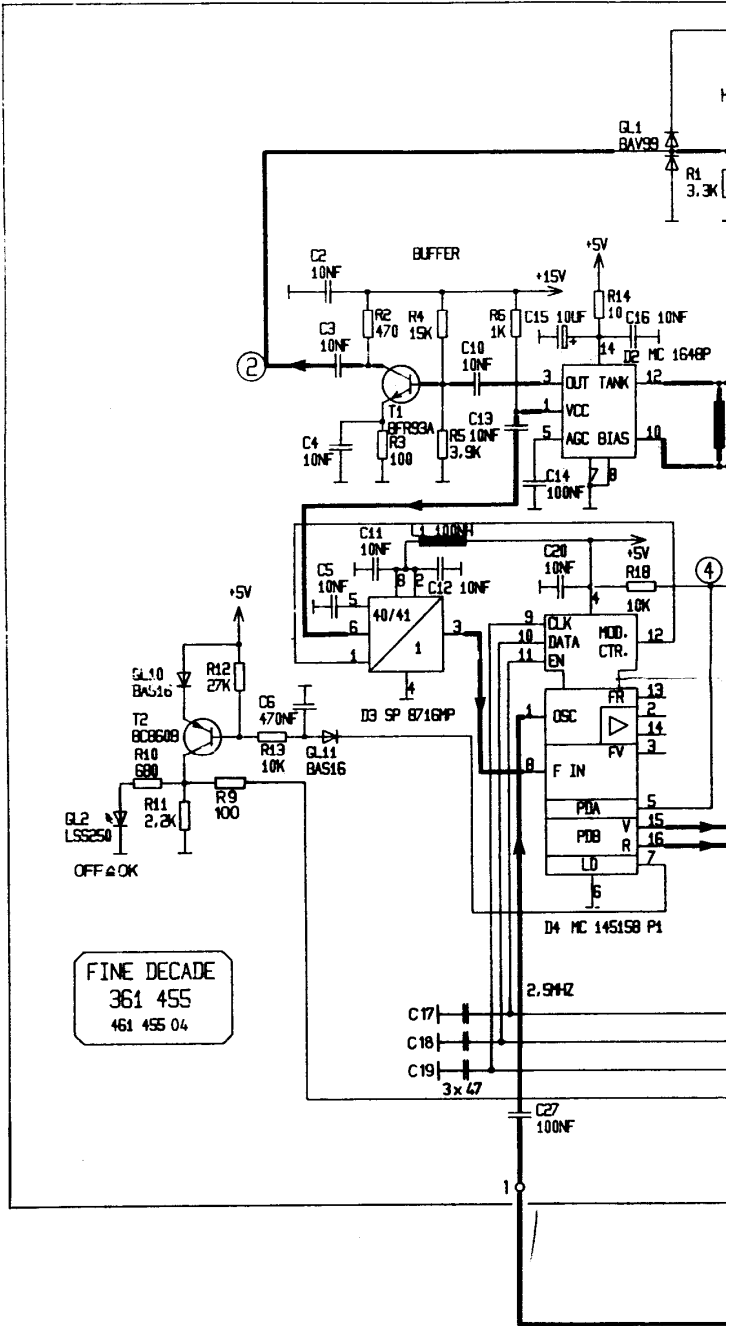 GL1
BAV99
R1
3.3K
+5V
C2
10NF
BUFFER
+15V
R14
10
C3
10NF
R2
470
R4
15K
R6
1K
C15 10UF
+
14
C16 10NF
D2 MC 1648P
C10
10NF
2
T1
BFR93A
3
OUT TANK
12
1
VCC
5
AGC BIAS
10
7 8
C13
10NF
C4
10NF
R3
100
R5
3,9K
C14
100NF
L1 100NH
C11
10NF
8 2
C12 10NF
C5
10NF
5
40/41
6
1
3
1
4
D3 SP 8716MP
C20
10NF
+5V
R18
10K
4
4
9
CLK
10
DATA
11
EN
MOD.
CTR.
12
+5V
GL10
BAS16
R12
27K
C6
470NF
T2
BC860B
R10
680
R13
10K
GL11
BAS16
R11
2,2K
R9
100
GL2
LSS250
OFF≙OK
1
OSC
FR
13
2
14
FV
3
8
F IN
PDA
5
PDB
V
15
R
16
LD
7
6
D4 MC 145158 P1
FINE DECADE
361 455
461 455 04
2,5MHZ
C17
C18
C19
3x47
C27
100NF
1